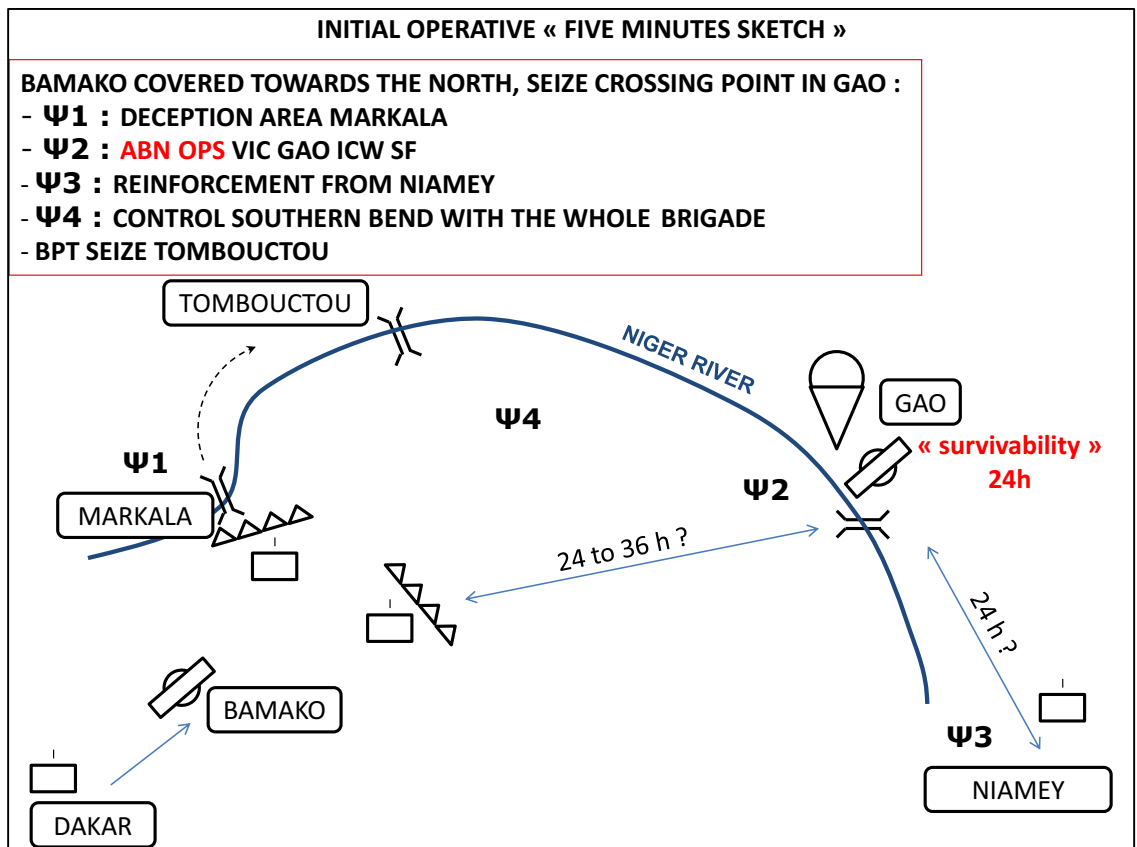 INITIAL OPERATIVE « FIVE MINUTES SKETCH »
BAMAKO COVERED TOWARDS THE NORTH, SEIZE CROSSING POINT IN GAO :
- Ψ1 : DECEPTION AREA MARKALA
- Ψ2 : ABN OPS VIC GAO ICW SF
- Ψ3 : REINFORCEMENT FROM NIAMEY
- Ψ4 : CONTROL SOUTHERN BEND WITH THE WHOLE BRIGADE
- BPT SEIZE TOMBOUCTOU
TOMBOUCTOU
NIGER RIVER
GAO
Ψ4
« survivability »
24h
Ψ1
Ψ2
MARKALA
24 to 36 h ?
24 h ?
BAMAKO
Ψ3
NIAMEY
DAKAR